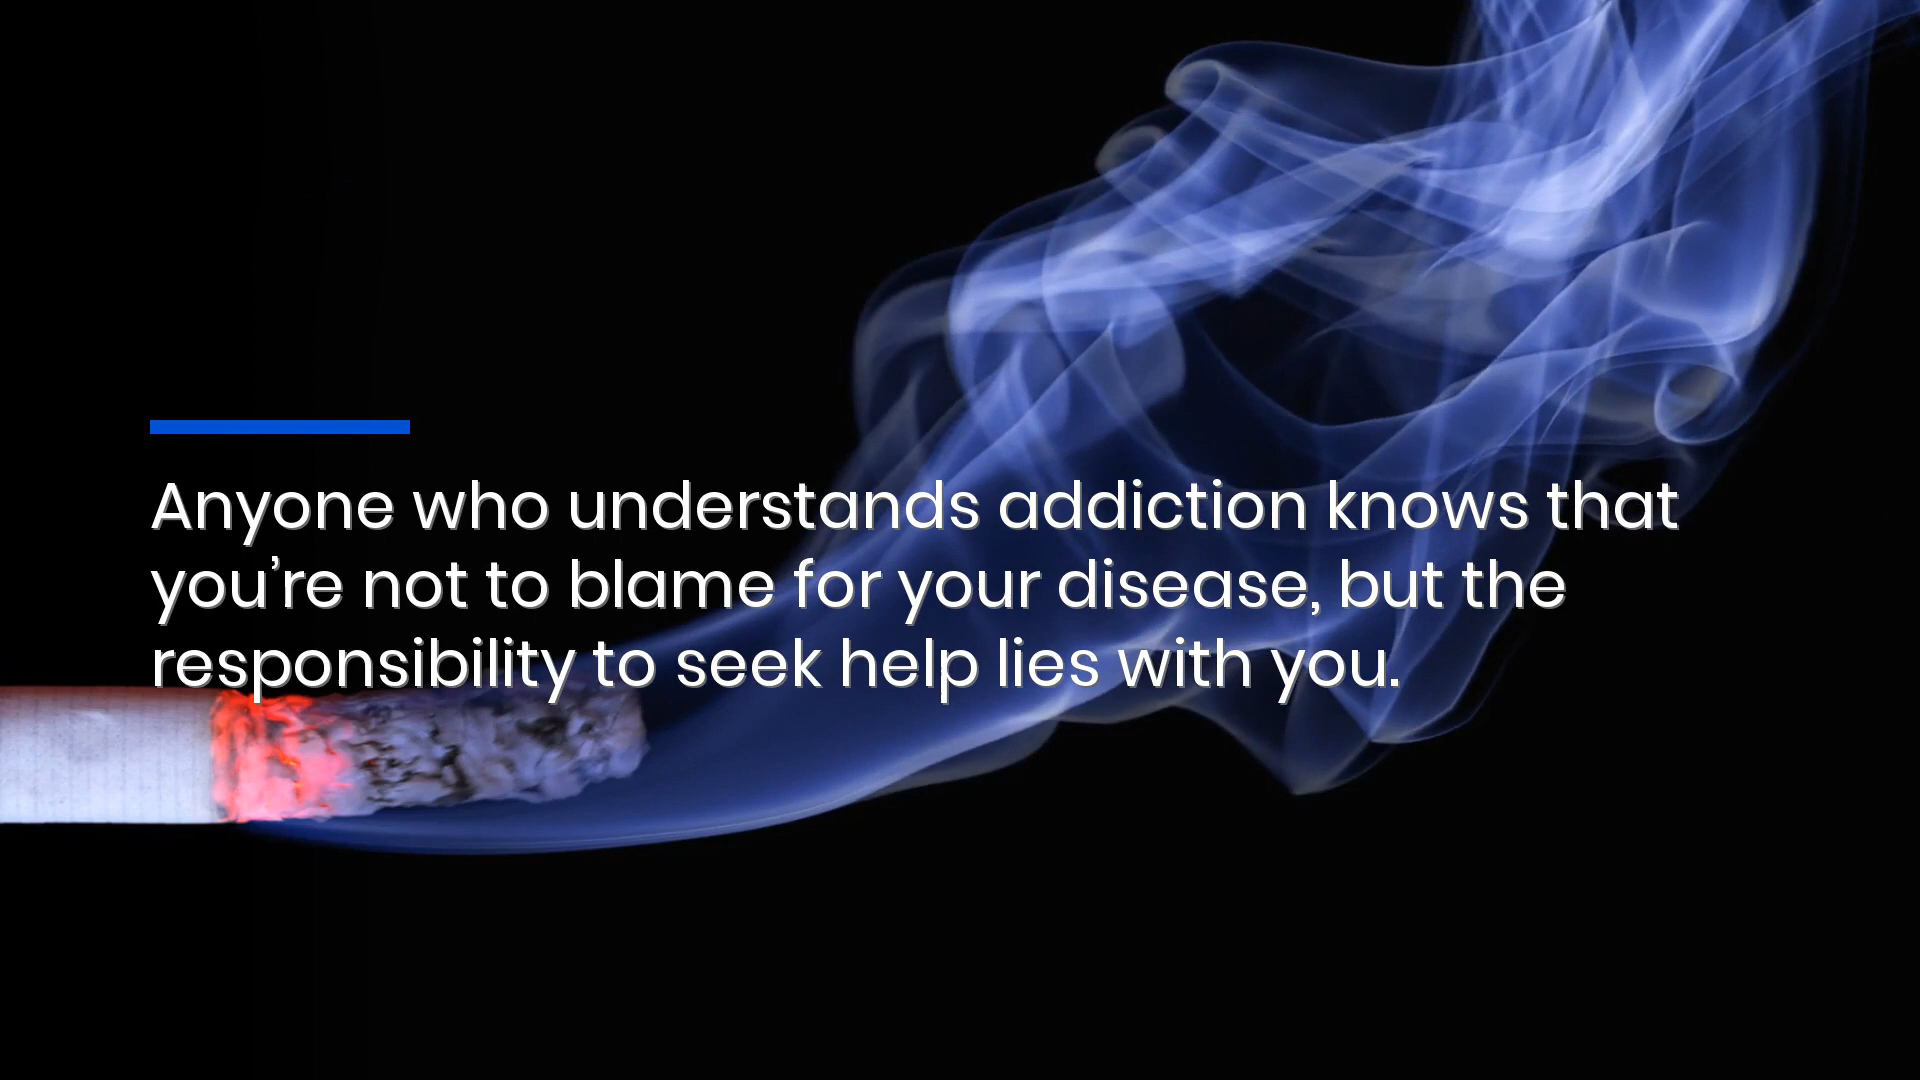 Anyone who understands addiction knows that
you’re not to blame for your disease, but the
responsibility to seek help lies with you.